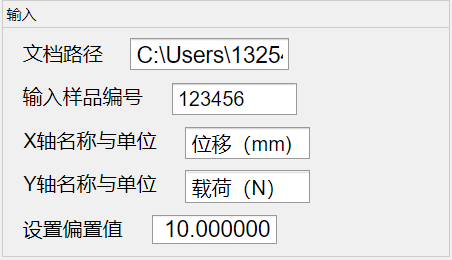 输入
文档路径 C:\Users\1325
输入样品编号 123456
X轴名称与单位 位移（mm）
Y轴名称与单位 载荷（N）
设置偏置值 10.000000